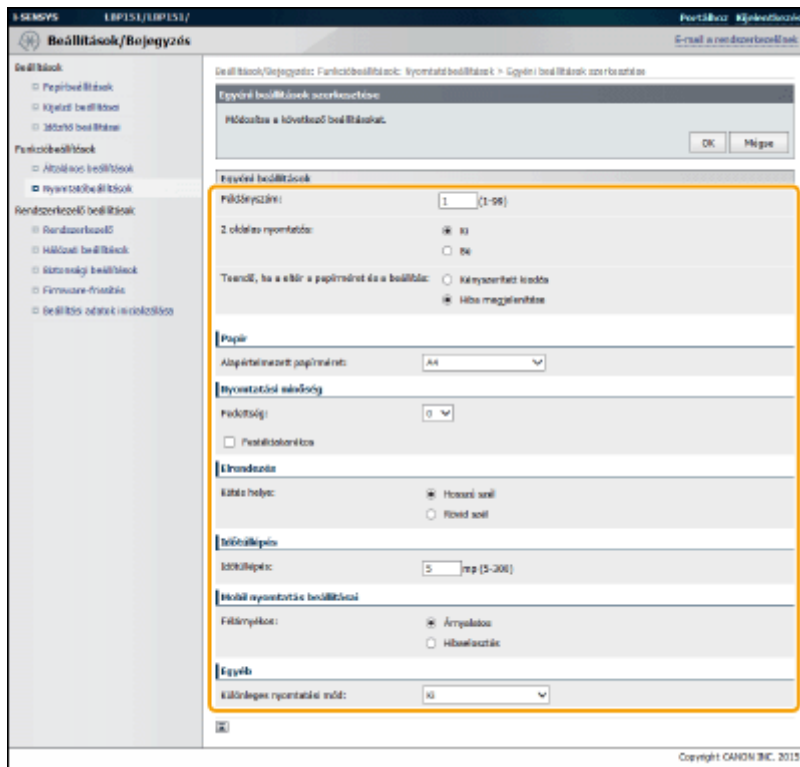 i-SENSYS LBP151/LBP151/ Portálhoz Kijelentkezés
Beállítások/Bejegyzés E-mail a rendszerkezelőnek
Beállítások
Papírbeállítások
Kijelző beállításai
Időzítő beállításai
Funkcióbeállítások
Általános beállítások
Nyomtatóbeállítások
Rendszerkezelő beállításai
Rendszerkezelő
Hálózati beállítások
Biztonsági beállítások
Firmware-frissítés
Beállítási adatok inicializálása
Beállítások/Bejegyzés: Funkcióbeállítások: Nyomtatóbeállítások > Egyéni beállítások szerkesztése
Egyéni beállítások szerkesztése
Módosítsa a következő beállításokat.
OK Mégse
Egyéni beállítások
Példányszám: 1 (1-99)
2 oldalas nyomtatás: Ki
Be
Teendő, ha a eltér a papírméret és a beállítás: Kényszerített kiadás
Hiba megjelenítése
Papír
Alapértelmezett papírméret: A4
Nyomtatási minőség
Fedettség: 0
Festéktakarékos
Elrendezés
Kötés helye: Hosszú szél
Rövid szél
Időtúllépés
Időtúllépés: 5 mp (5-300)
Mobil nyomtatás beállításai
Félárnyékos: Árnyalatos
Hibaelosztás
Egyéb
Különleges nyomtatási mód: Ki
Copyright CANON INC. 2015